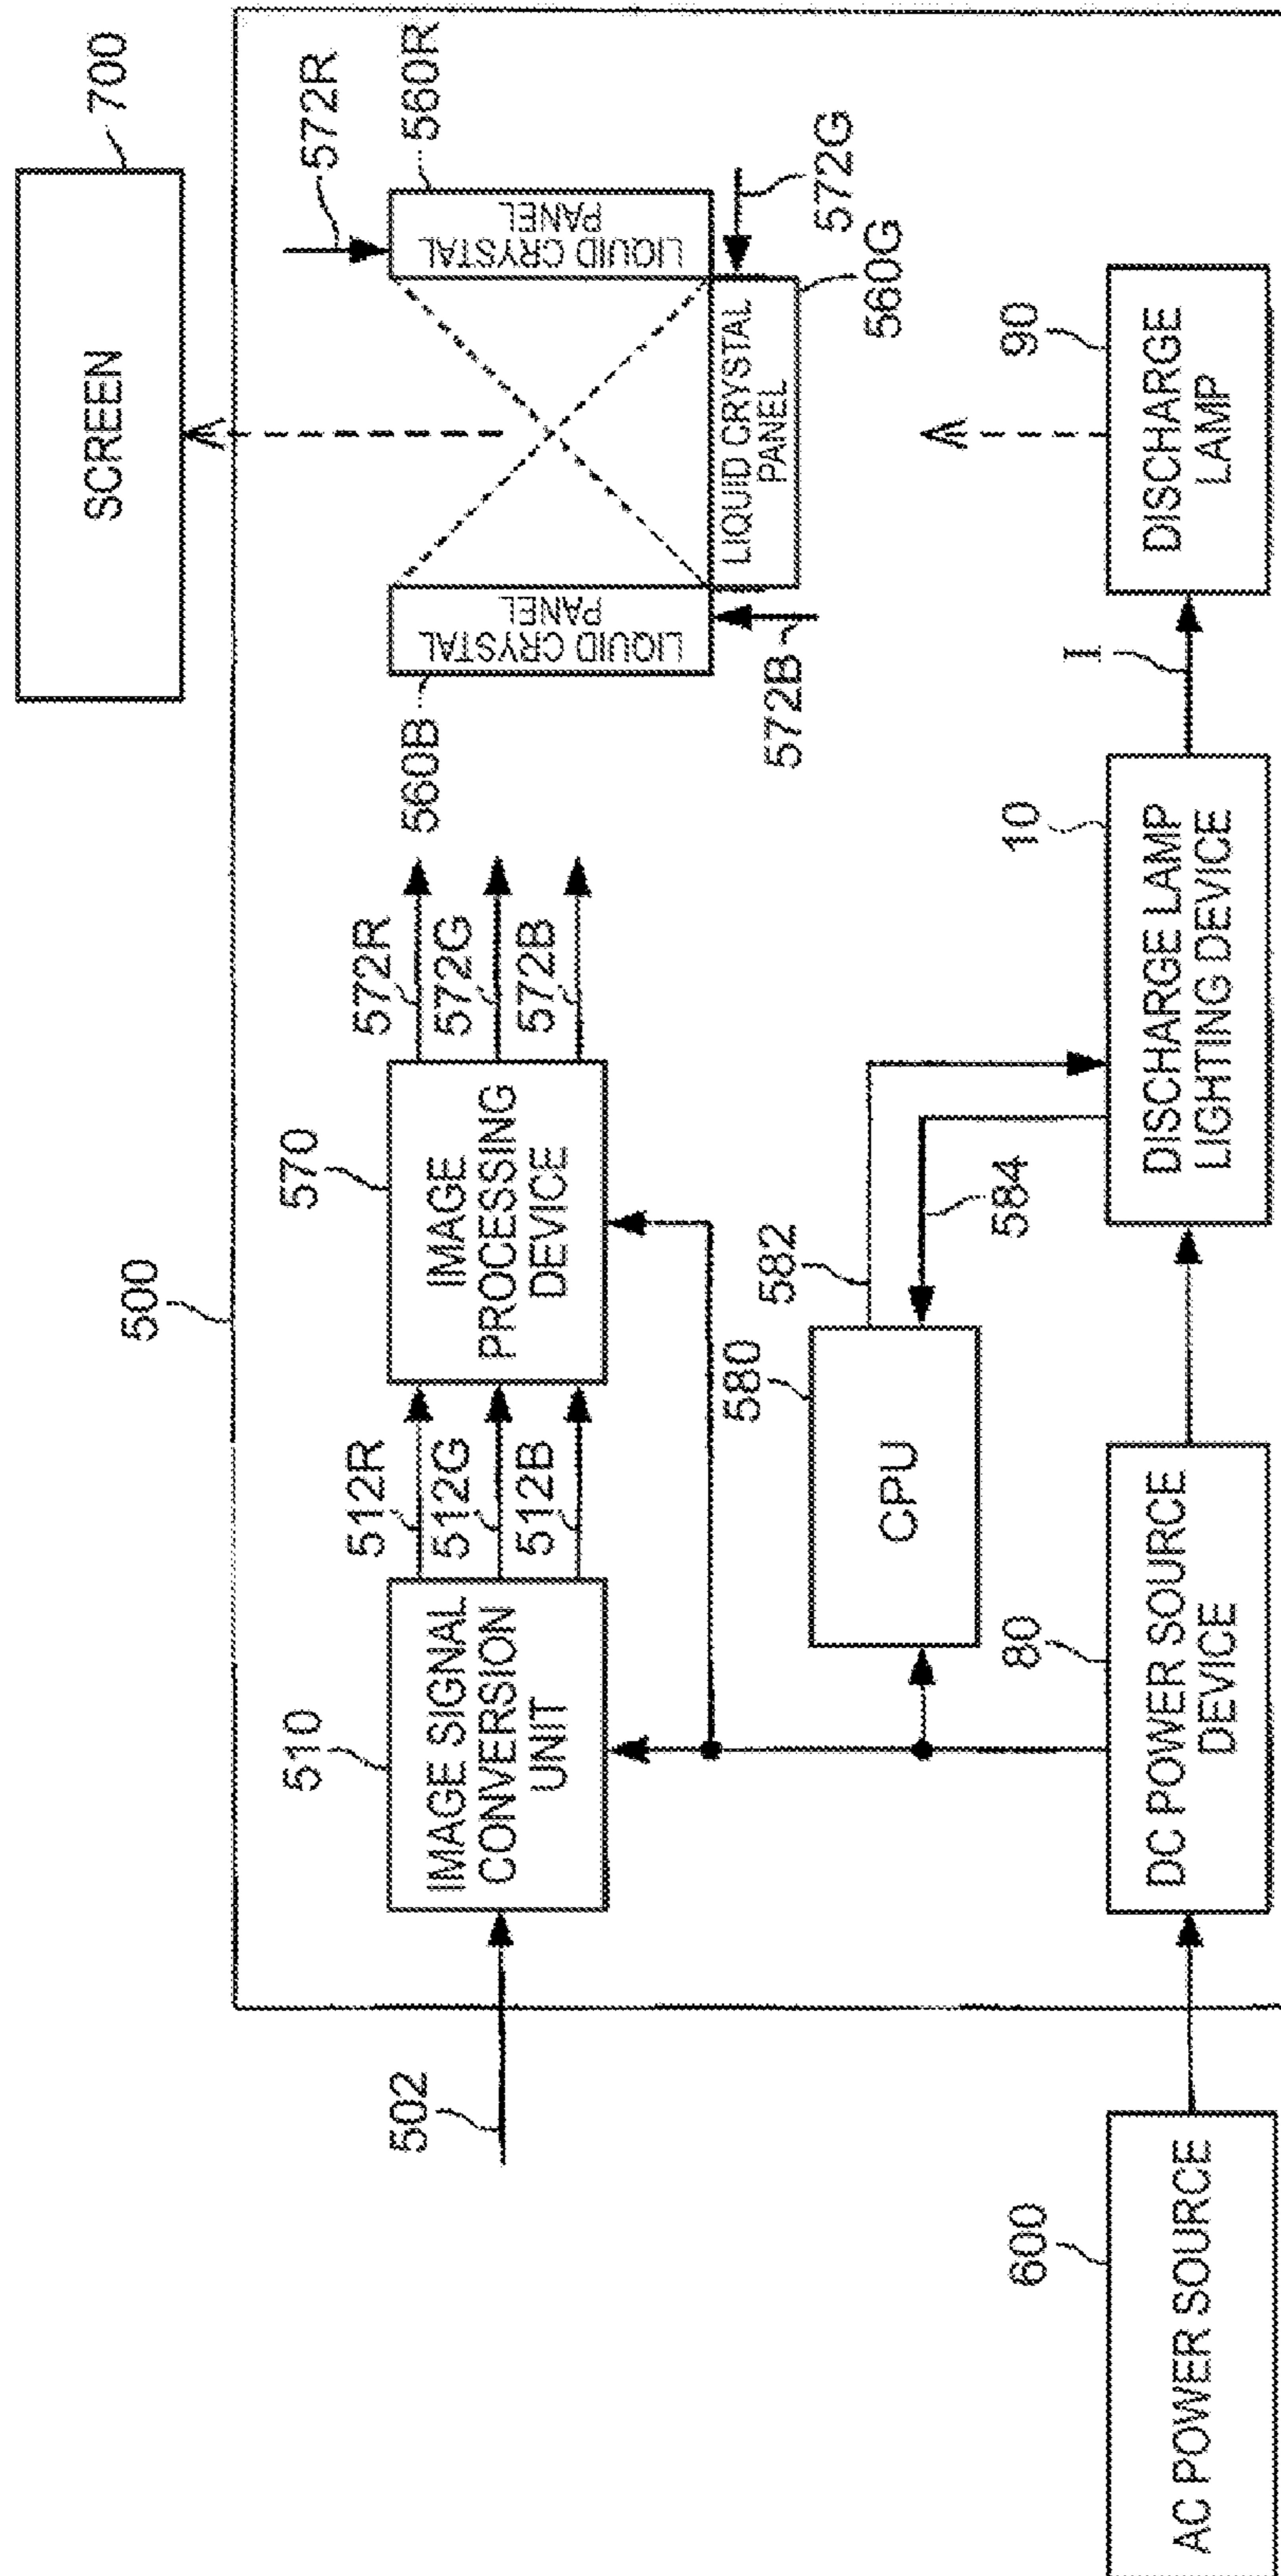 700
SCREEN
500
572R
560R
LIQUID CRYSTAL
PANEL
572G
LIQUID CRYSTAL
PANEL
560G
LIQUID CRYSTAL
PANEL
560B
572B
502
510
IMAGE SIGNAL
CONVERSION
UNIT
512R
512G
512B
570
IMAGE
PROCESSING
DEVICE
572R
572G
572B
580
CPU
582
584
600
AC POWER SOURCE
80
DC POWER SOURCE
DEVICE
10
DISCHARGE LAMP
LIGHTING DEVICE
I
90
DISCHARGE
LAMP